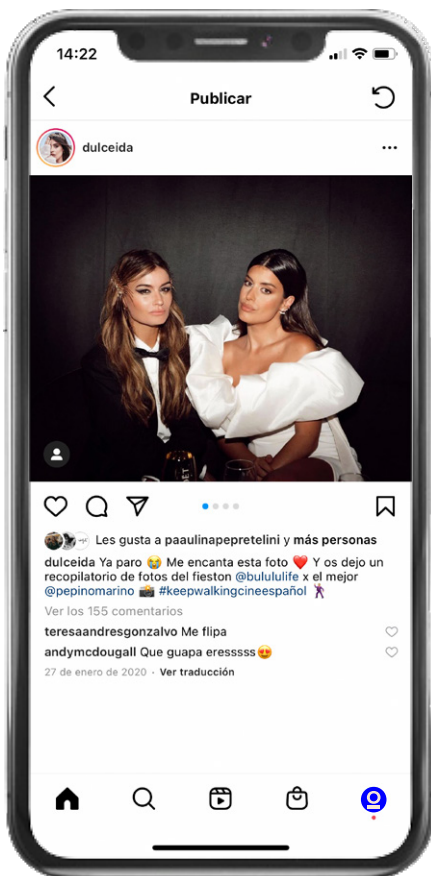 14:22
Publicar
dulceida
Les gusta a paaulinapepretelini y más personas
dulceida Ya paro 😭 Me encanta esta foto ❤️ Y os dejo un
recopilatorio de fotos del fieston @bulululife x el mejor
@pepinomarino 📸 #keepwalkingcineespañol 🕺
Ver los 155 comentarios
teresaandresgonzalvo Me flipa
andymcdougall Que guapa eresssss😍
27 de enero de 2020 · Ver traducción